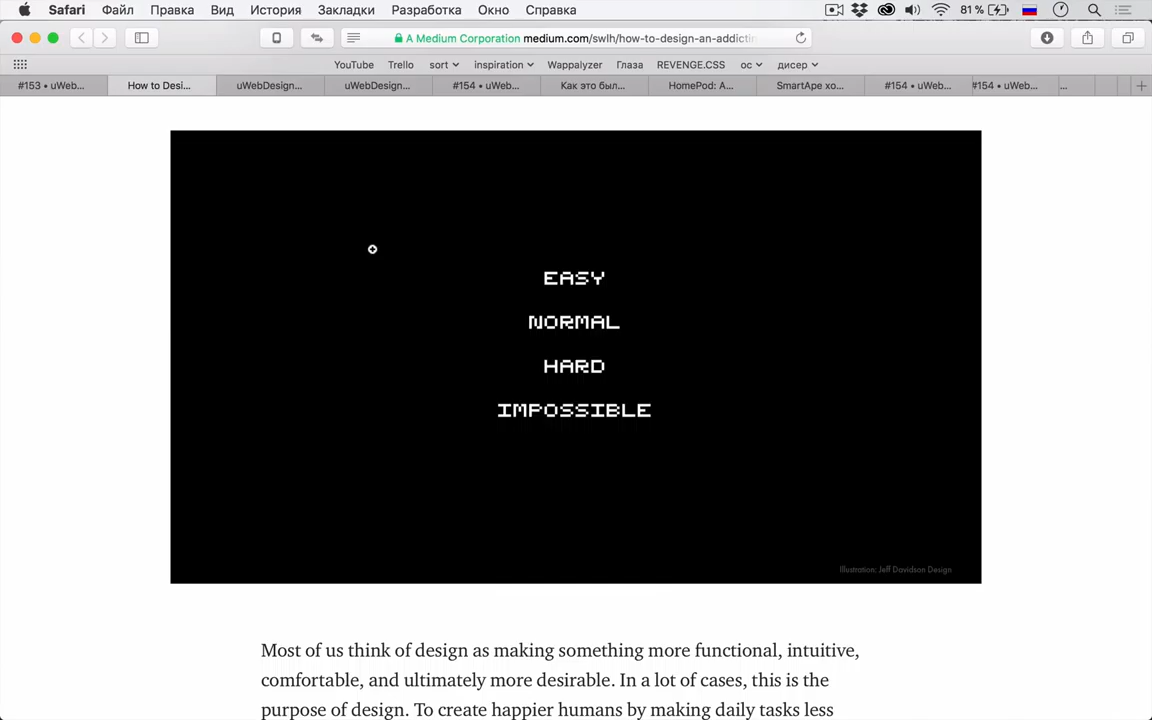 Safari Файл Правка Вид История Закладки Разработка Окно Справка 81 %
A Medium Corporation medium.com/swlh/how-to-design-an-addictin
YouTube Trello sort inspiration Wappalyzer Глаза REVENGE.CSS ос дисер
#153 • uWeb... How to Desi... uWebDesign... uWebDesign... #154 • uWeb... Как это был... HomePod: A... SmartApe хо... #154 • uWeb... #154 • uWeb... ...
EASY
NORMAL
HARD
IMPOSSIBLE
Illustration: Jeff Davidson Design
Most of us think of design as making something more functional, intuitive,
comfortable, and ultimately more desirable. In a lot of cases, this is the
purpose of design. To create happier humans by making daily tasks less